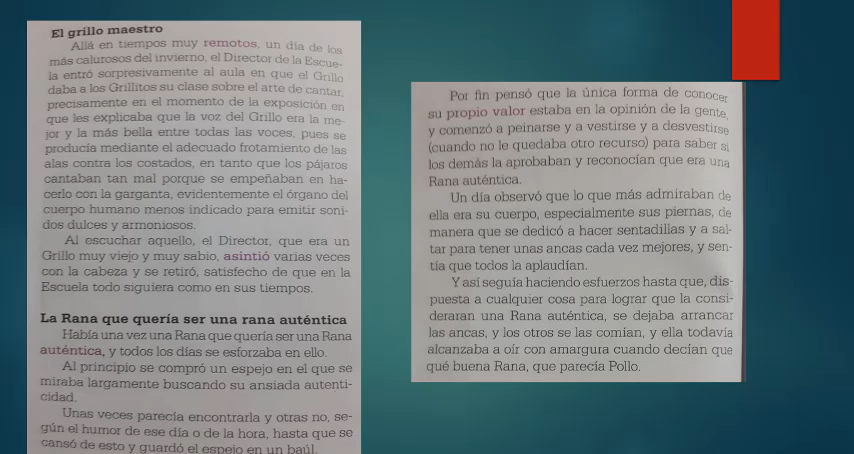 El grillo maestro
Allá en tiempos muy remotos, un día de los
más calurosos del invierno, el Director de la Escue-
la entró sorpresivamente al aula en que el Grillo
daba a los Grillitos su clase sobre el arte de cantar,
precisamente en el momento de la exposición en
que les explicaba que la voz del Grillo era la me-
jor y la más bella entre todas las voces, pues se
producía mediante el adecuado frotamiento de las
alas contra los costados, en tanto que los pájaros
cantaban tan mal porque se empeñaban en ha-
cerlo con la garganta, evidentemente el órgano del
cuerpo humano menos indicado para emitir soni-
dos dulces y armoniosos.
Al escuchar aquello, el Director, que era un
Grillo muy viejo y muy sabio, asintió varias veces
con la cabeza y se retiró, satisfecho de que en la
Escuela todo siguiera como en sus tiempos.
La Rana que quería ser una rana auténtica
Había una vez una Rana que quería ser una Rana
auténtica, y todos los días se esforzaba en ello.
Al principio se compró un espejo en el que se
miraba largamente buscando su ansiada autenti-
cidad.
Unas veces parecía encontrarla y otras no, se-
gún el humor de ese día o de la hora, hasta que se
cansó de esto y guardó el espejo en un baúl.
Por fin pensó que la única forma de conocer
su propio valor estaba en la opinión de la gente,
y comenzó a peinarse y a vestirse y a desvestirse
(cuando no le quedaba otro recurso) para saber si
los demás la aprobaban y reconocían que era una
Rana auténtica.
Un día observó que lo que más admiraban de
ella era su cuerpo, especialmente sus piernas, de
manera que se dedicó a hacer sentadillas y a sal-
tar para tener unas ancas cada vez mejores, y sen-
tía que todos la aplaudían.
Y así seguía haciendo esfuerzos hasta que, dis-
puesta a cualquier cosa para lograr que la consi-
deraran una Rana auténtica, se dejaba arrancar
las ancas, y los otros se las comían, y ella todavía
alcanzaba a oír con amargura cuando decían que
qué buena Rana, que parecía Pollo.